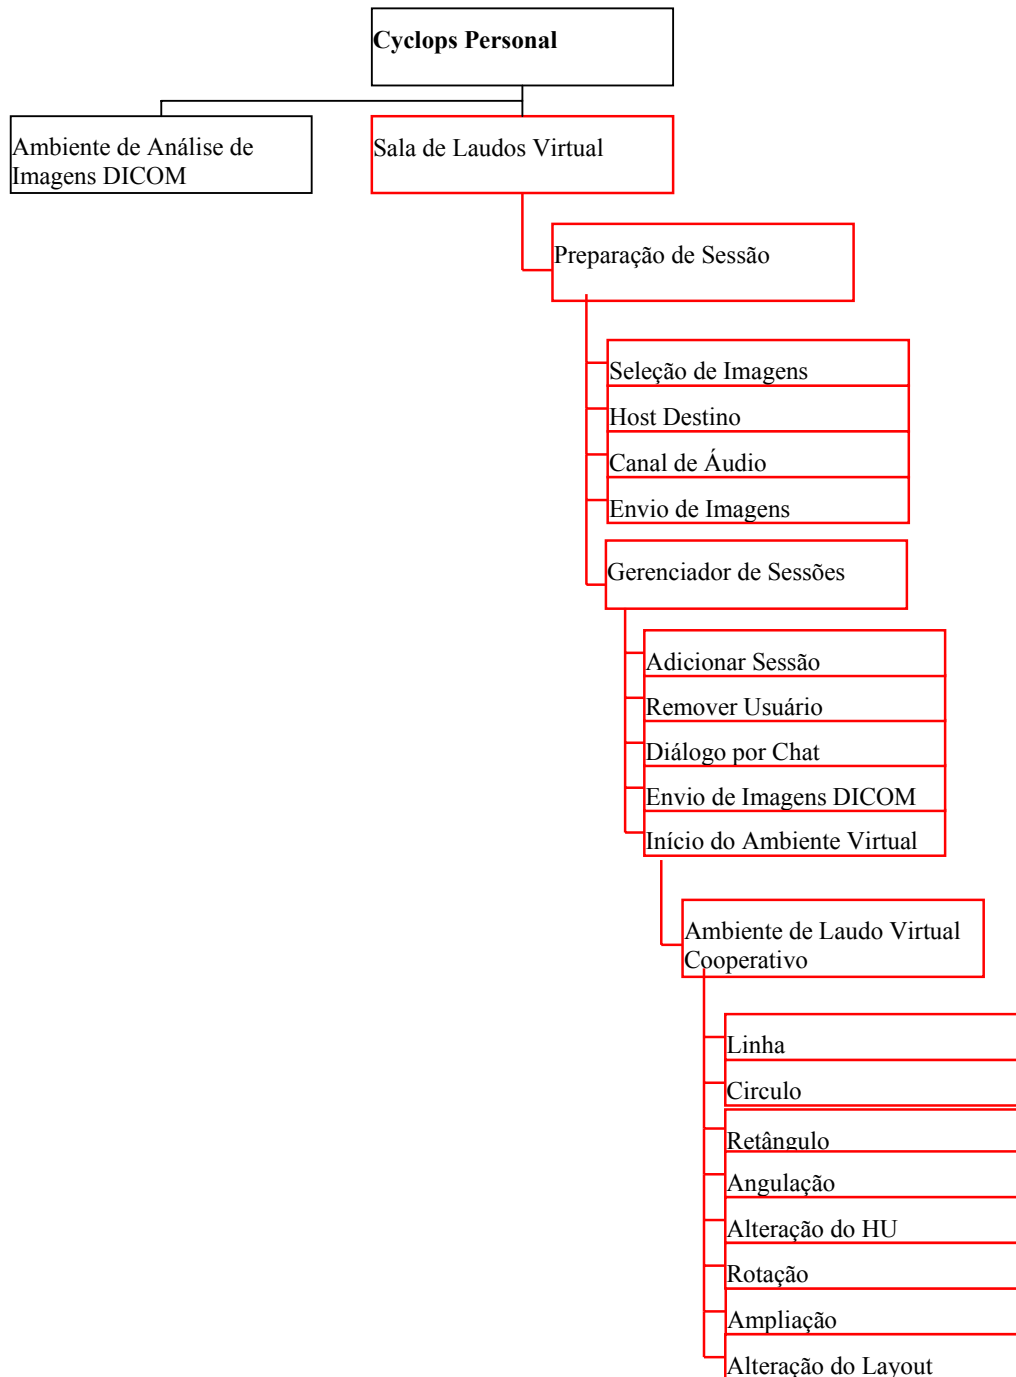 Cyclops Personal
Ambiente de Análise de
Imagens DICOM
Sala de Laudos Virtual
Preparação de Sessão
Seleção de Imagens
Host Destino
Canal de Áudio
Envio de Imagens
Gerenciador de Sessões
Adicionar Sessão
Remover Usuário
Diálogo por Chat
Envio de Imagens DICOM
Início do Ambiente Virtual
Ambiente de Laudo Virtual
Cooperativo
Linha
Circulo
Retângulo
Angulação
Alteração do HU
Rotação
Ampliação
Alteração do Layout